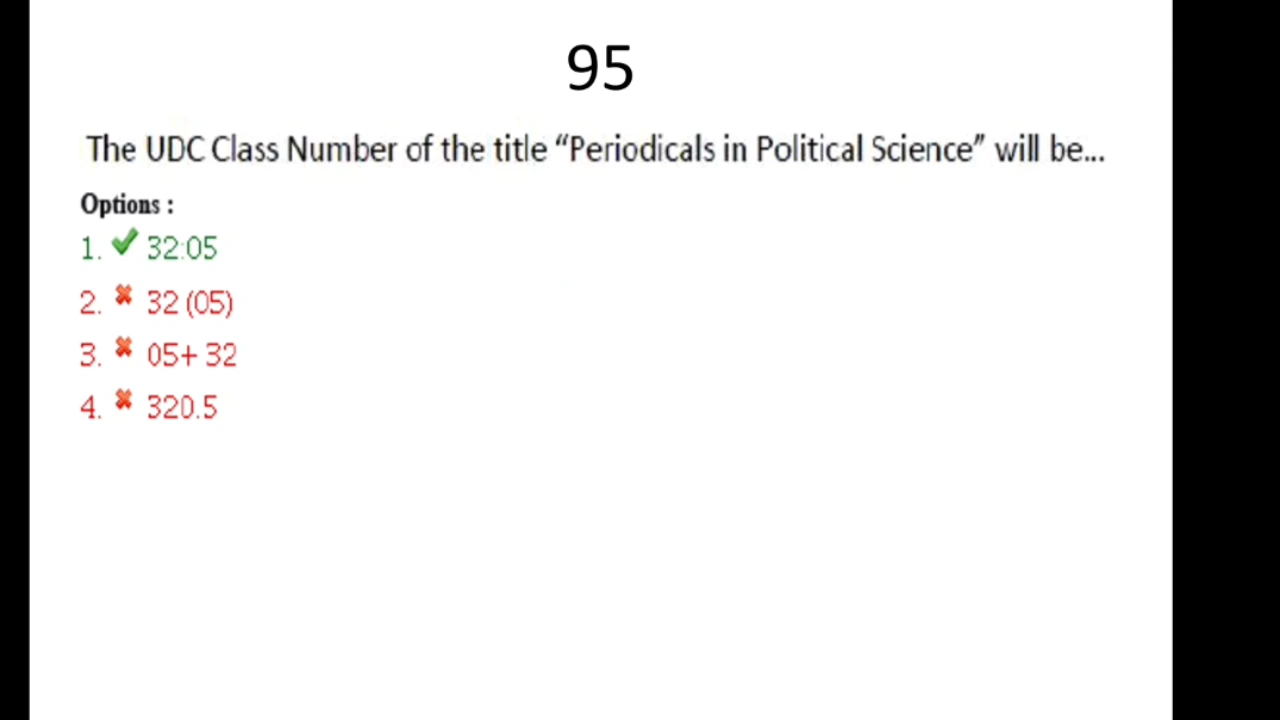 95
The UDC Class Number of the title “Periodicals in Political Science” will be...
Options :
1. ✔ 32:05
2. ✖ 32 (05)
3. ✖ 05+ 32
4. ✖ 320.5